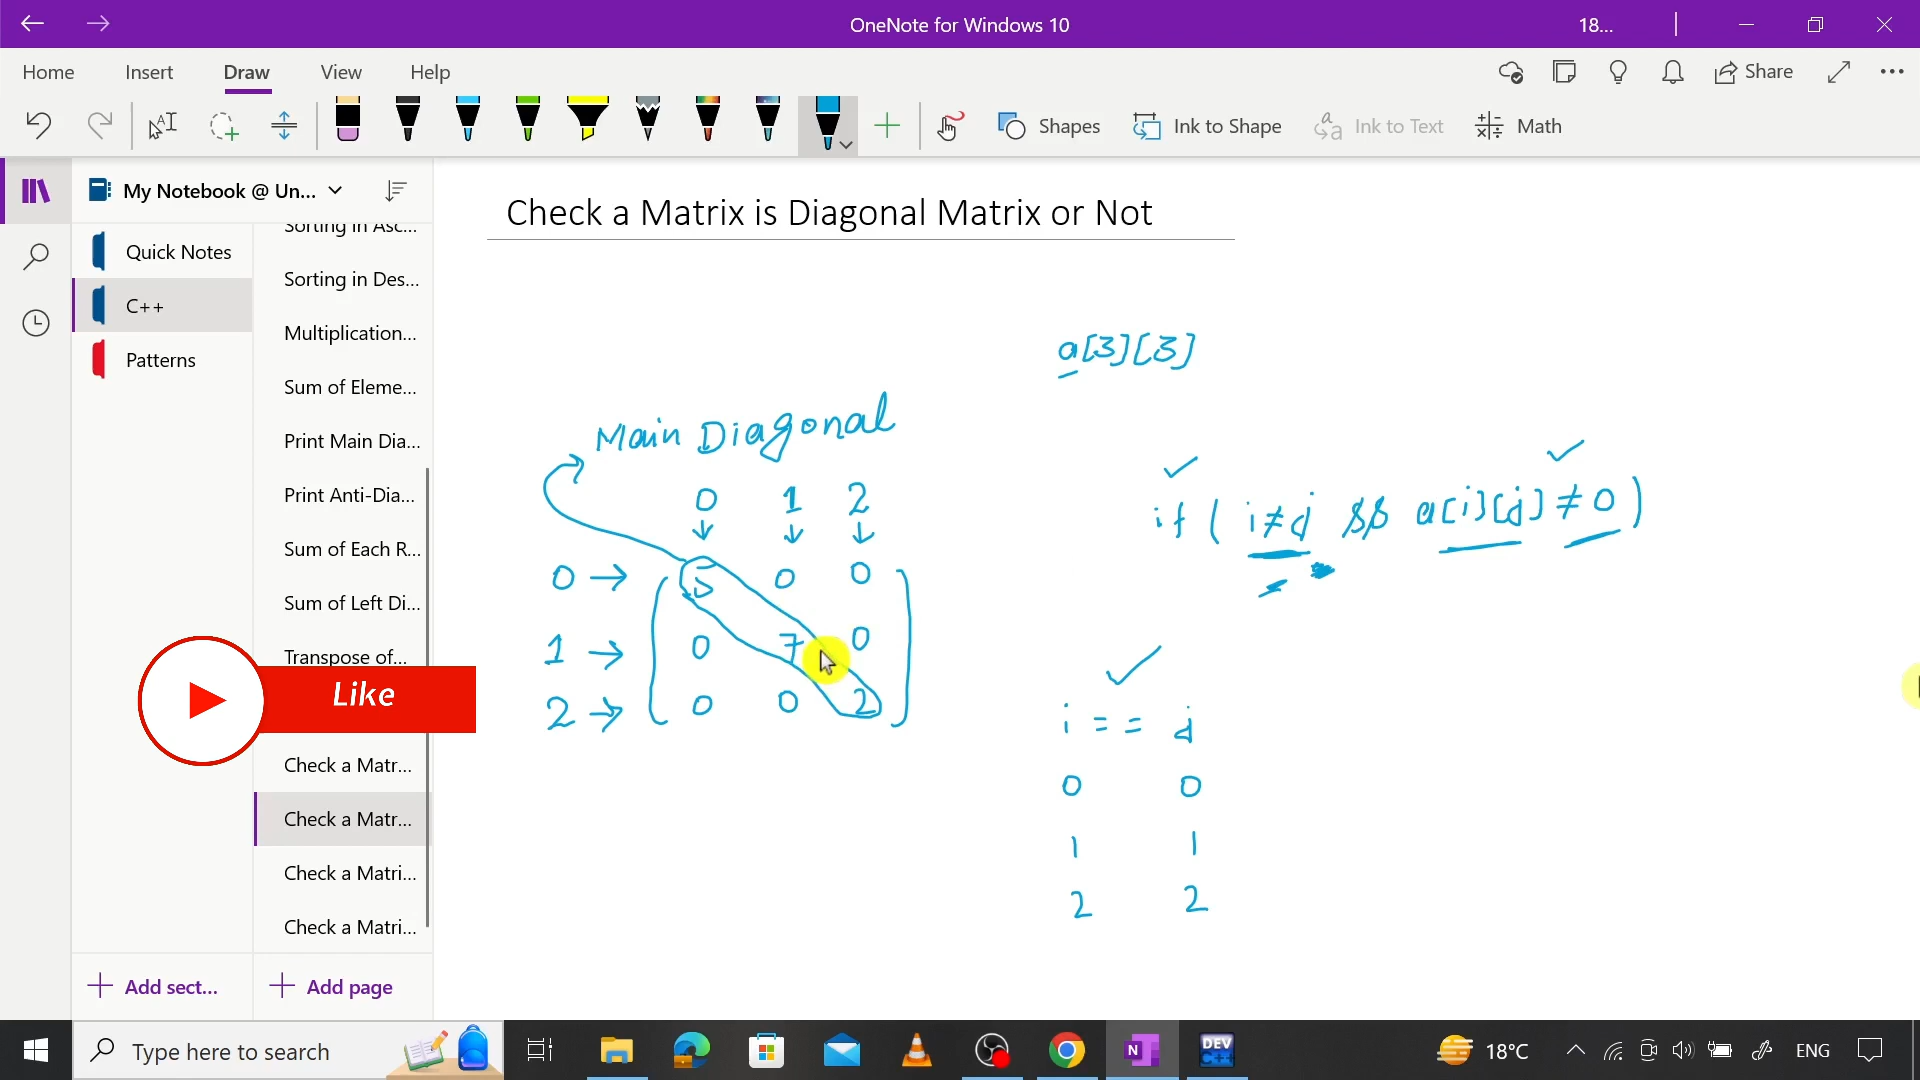 OneNote for Windows 10
18...
Home Insert Draw View Help
Share
Shapes Ink to Shape Ink to Text Math
My Notebook @ Un...
Quick Notes
C++
Patterns
Sorting in Asc...
Sorting in Des...
Multiplication...
Sum of Eleme...
Print Main Dia...
Print Anti-Dia...
Sum of Each R...
Sum of Left Di...
Transpose of...
Like
Check a Matr...
Check a Matr...
Check a Matri...
Check a Matri...
Add sect...
Add page
Check a Matrix is Diagonal Matrix or Not
a[3][3]
Main Diagonal
0 1 2
↓ ↓ ↓
0 → 5 0 0
1 → 0 7 0
2 → 0 0 2
if ( i≠j && a[i][j] ≠ 0 )
i == j
0 0
1 1
2 2
Type here to search
DEV C++
18°C
ENG